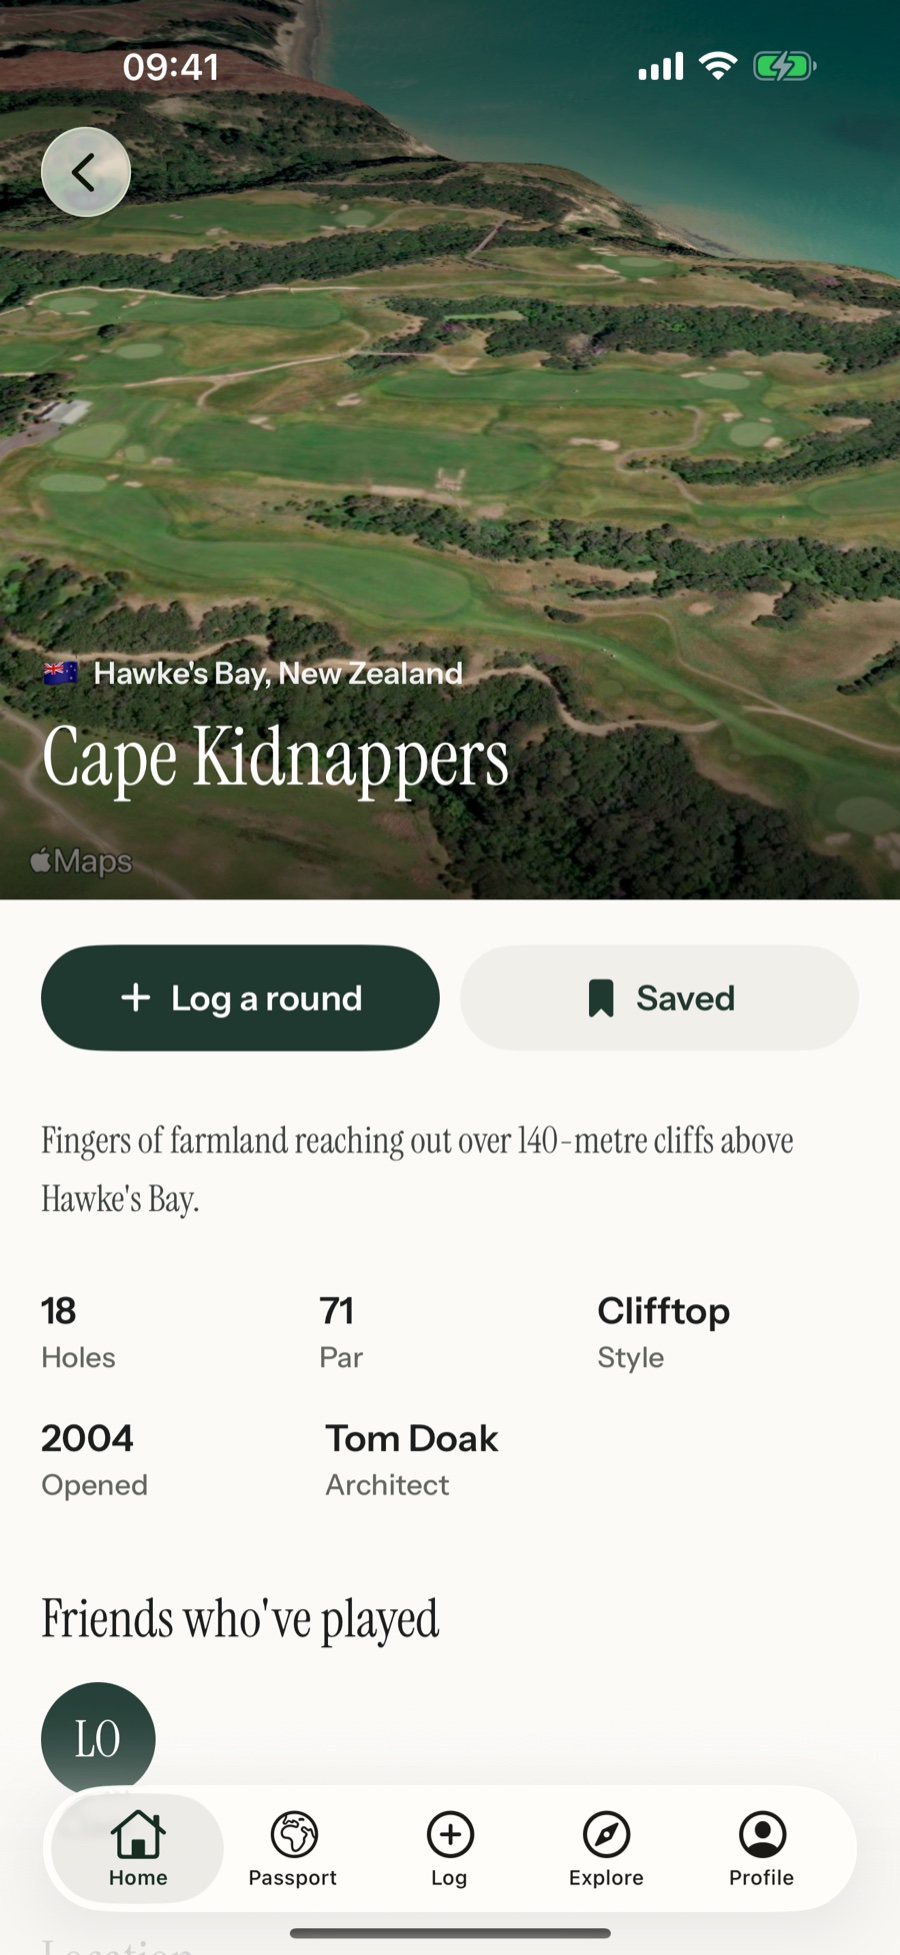 09:41
Hawke's Bay, New Zealand
Cape Kidnappers
Maps
Log a round
Saved
Fingers of farmland reaching out over 140-metre cliffs above
Hawke's Bay.
18
Holes
71
Par
Clifftop
Style
2004
Opened
Tom Doak
Architect
Friends who've played
LO
Home
Passport
Log
Explore
Profile